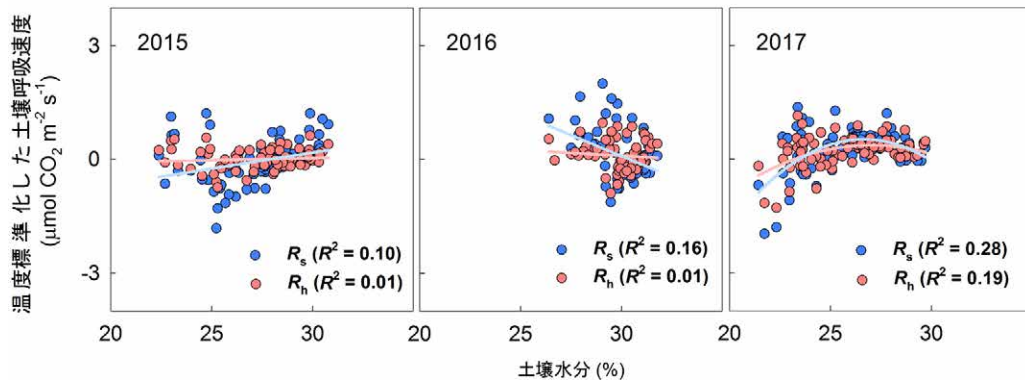 温度標準化した土壌呼吸速度
(μmol CO₂ m⁻² s⁻¹)
3
0
-3
2015
Rs (R² = 0.10)
Rh (R² = 0.01)
20 25 30
2016
Rs (R² = 0.16)
Rh (R² = 0.01)
20 25 30
2017
Rs (R² = 0.28)
Rh (R² = 0.19)
20 25 30
土壌水分 (%)